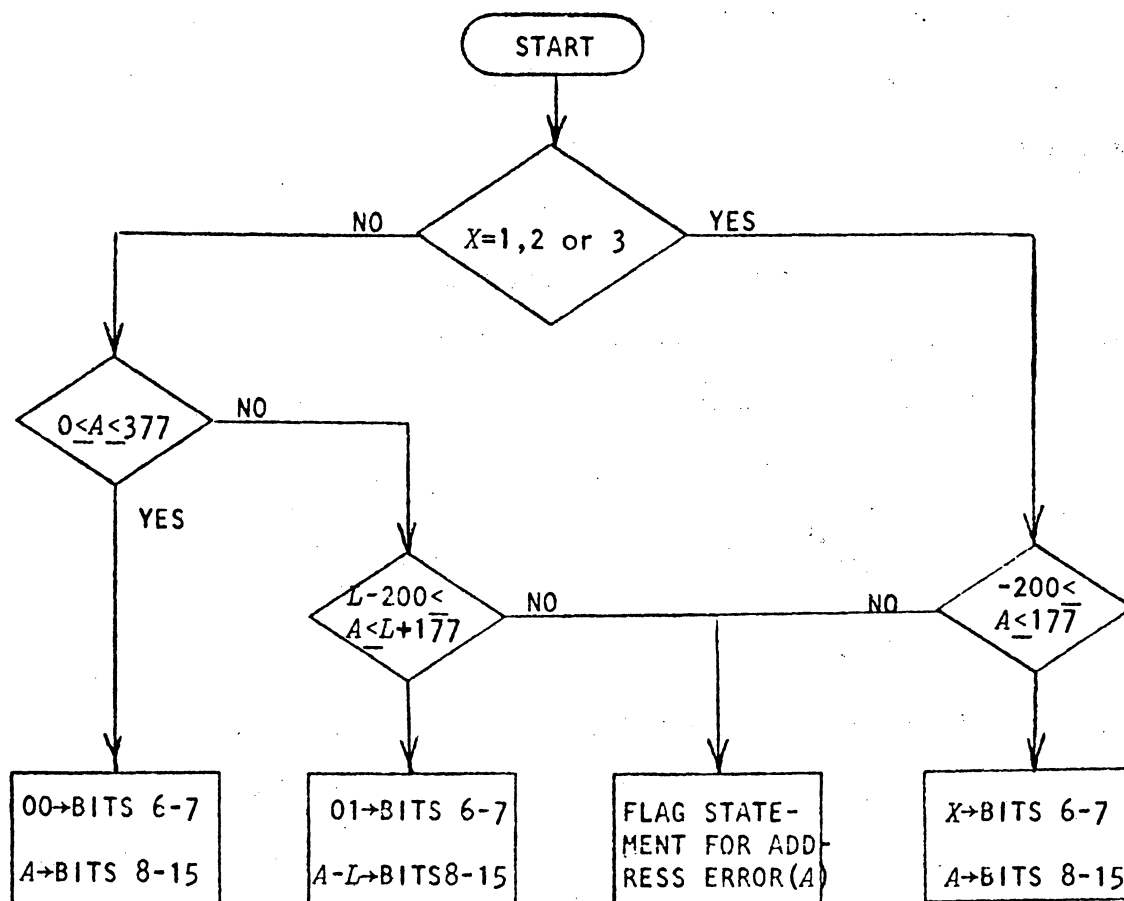 START
NO
YES
X=1,2 or 3
0≤A≤377
NO
YES
L-200≤
A≤L+177
NO
NO
-200≤
A≤177
00→BITS 6-7
A→BITS 8-15
01→BITS 6-7
A-L→BITS8-15
FLAG STATE-
MENT FOR ADD-
RESS ERROR(A)
X→BITS 6-7
A→BITS 8-15